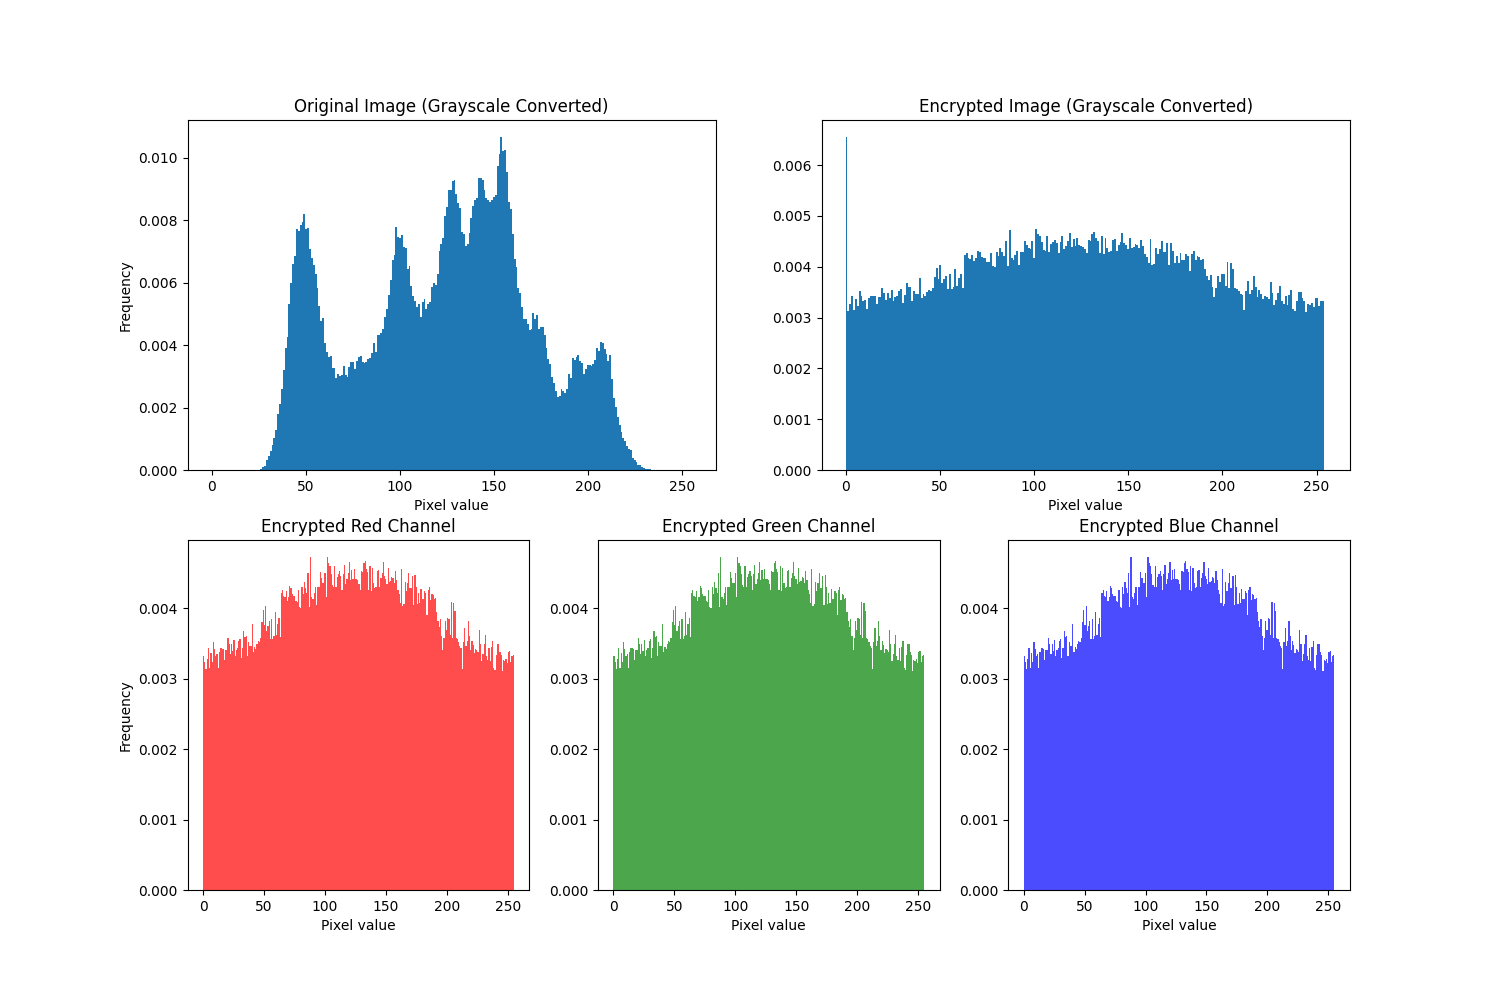 Original Image (Grayscale Converted)
Encrypted Image (Grayscale Converted)
0.010
0.008
0.006
0.004
0.002
0.000
Frequency
0 50 100 150 200 250
Pixel value
0.006
0.005
0.004
0.003
0.002
0.001
0.000
0 50 100 150 200 250
Pixel value
Encrypted Red Channel
Encrypted Green Channel
Encrypted Blue Channel
0.004
0.003
0.002
0.001
0.000
Frequency
0 50 100 150 200 250
Pixel value
0.004
0.003
0.002
0.001
0.000
0 50 100 150 200 250
Pixel value
0.004
0.003
0.002
0.001
0.000
0 50 100 150 200 250
Pixel value